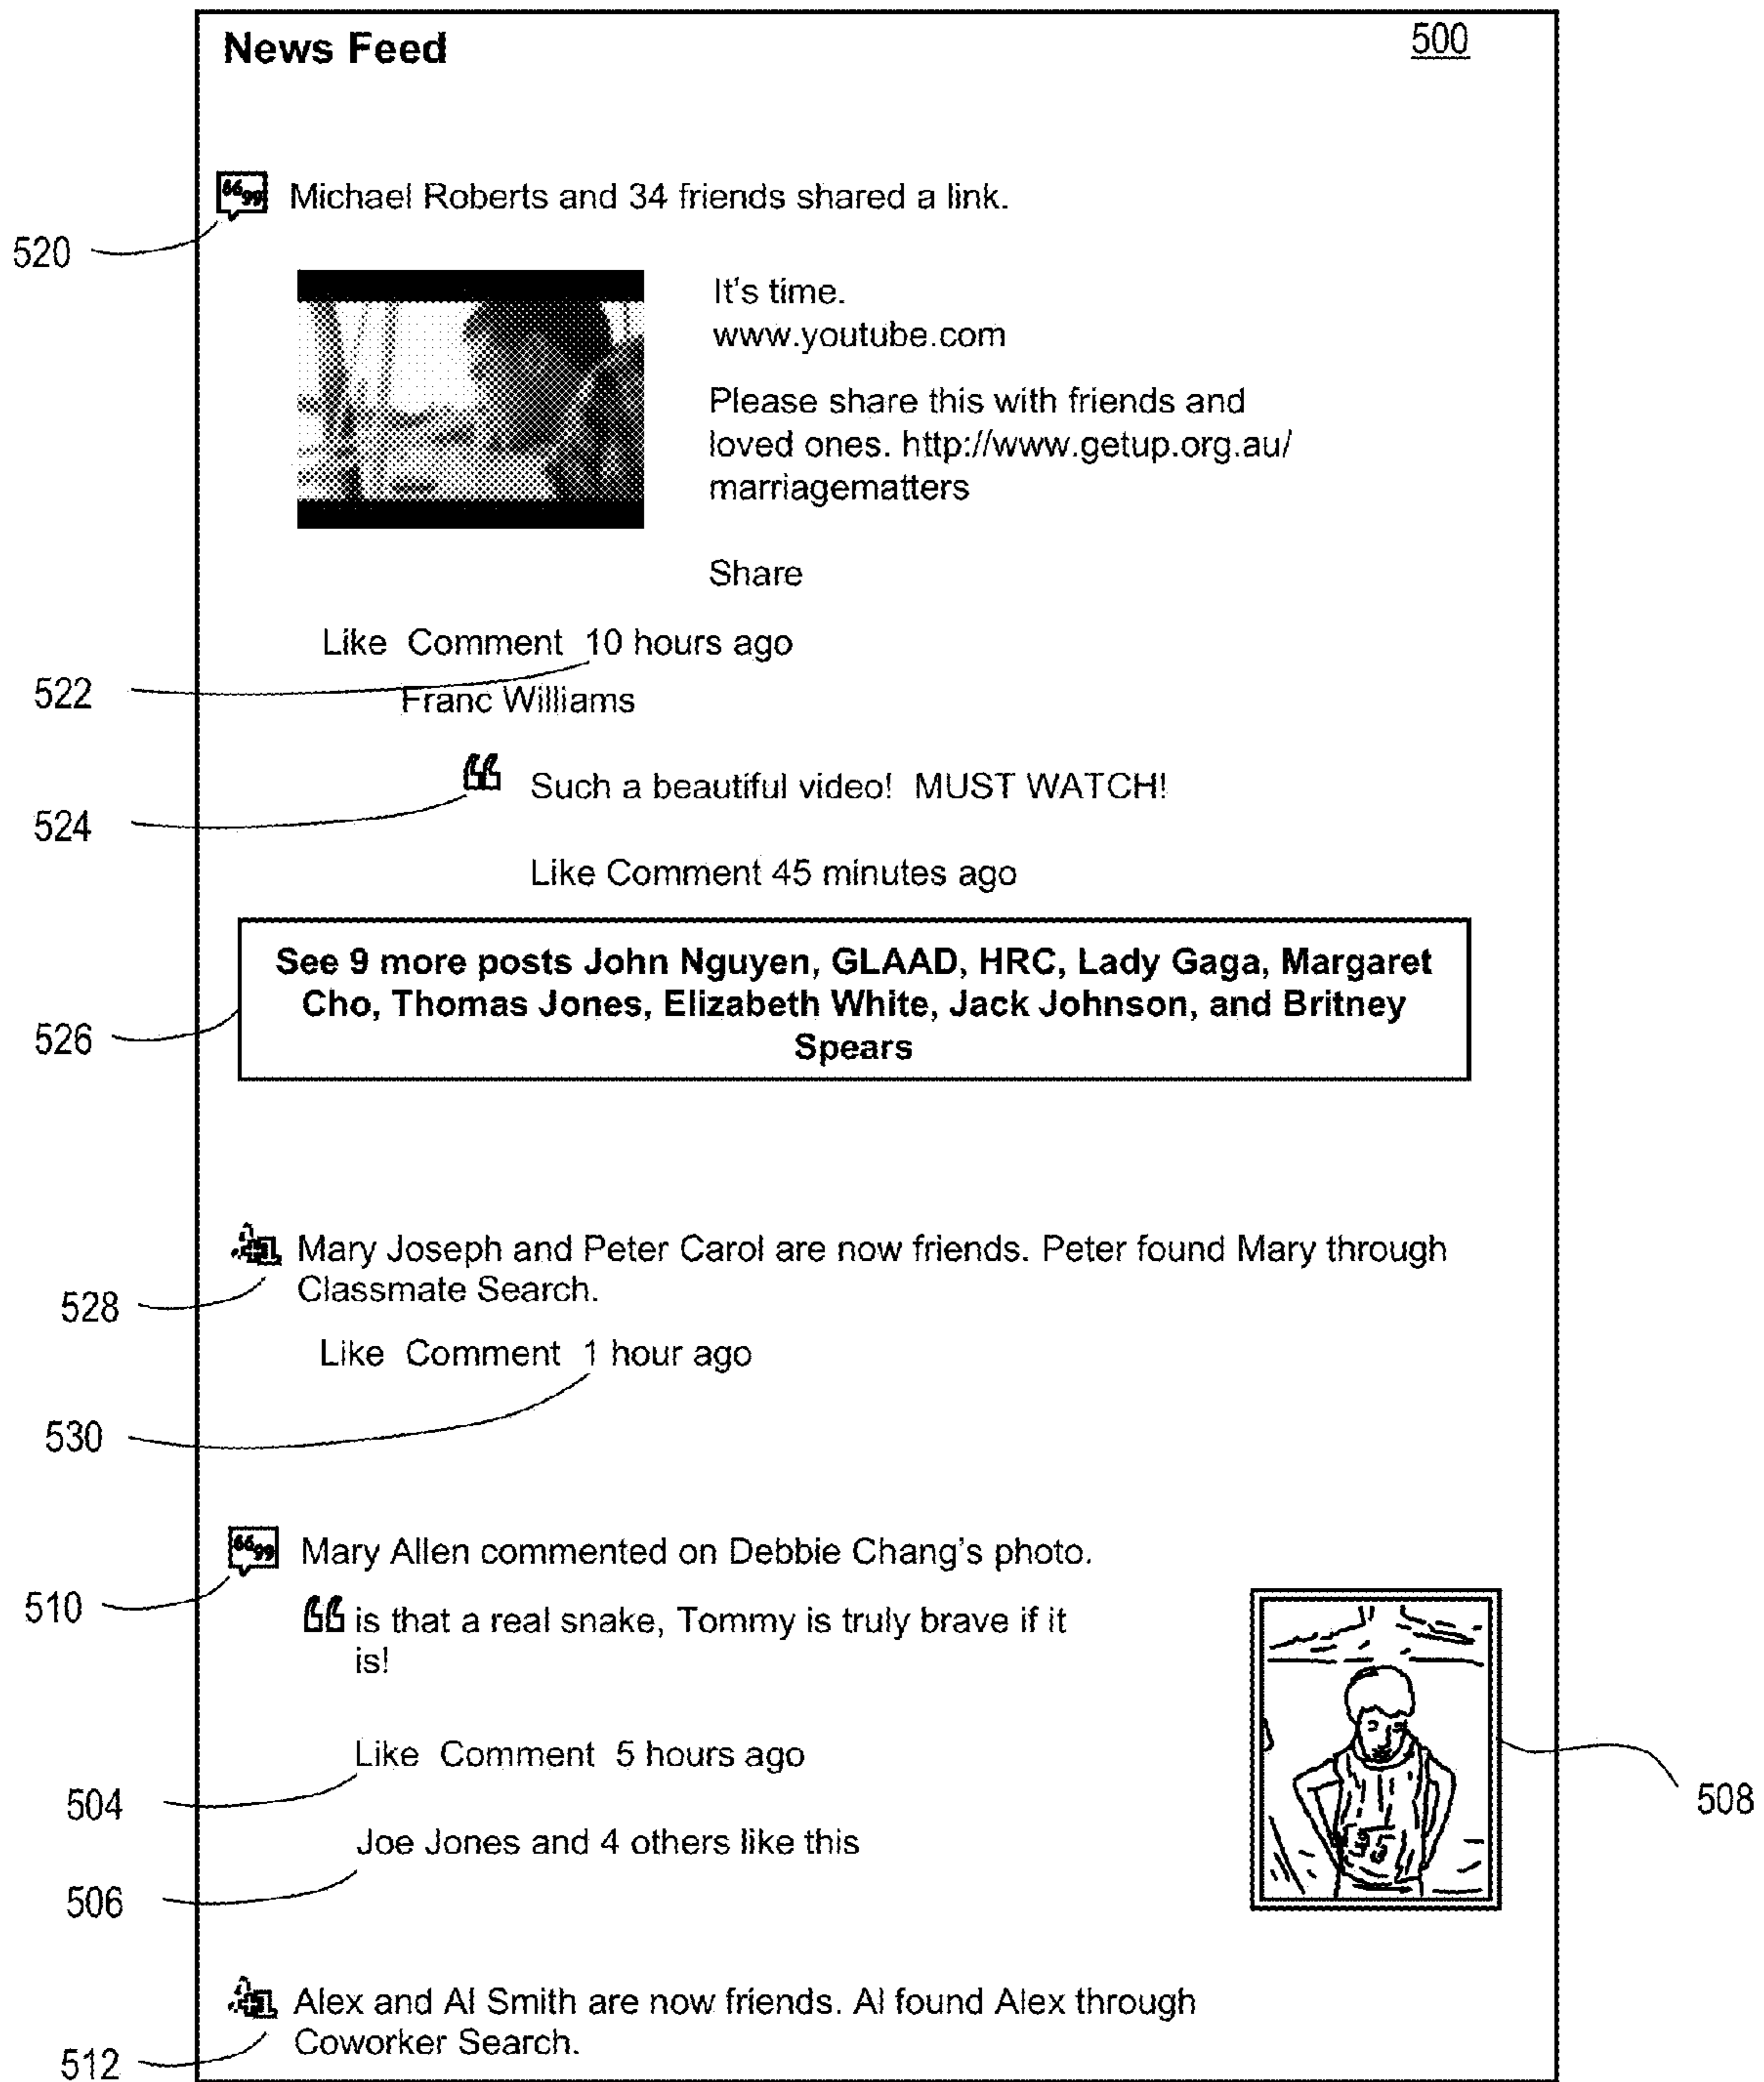 News Feed 500
Michael Roberts and 34 friends shared a link.
520
It's time.
www.youtube.com
Please share this with friends and
loved ones. http://www.getup.org.au/
marriagematters
Share
Like Comment 10 hours ago
522
Franc Williams
Such a beautiful video! MUST WATCH!
524
Like Comment 45 minutes ago
See 9 more posts John Nguyen, GLAAD, HRC, Lady Gaga, Margaret
Cho, Thomas Jones, Elizabeth White, Jack Johnson, and Britney
Spears
526
Mary Joseph and Peter Carol are now friends. Peter found Mary through
Classmate Search.
528
Like Comment 1 hour ago
530
Mary Allen commented on Debbie Chang's photo.
510
“ is that a real snake, Tommy is truly brave if it
is!
Like Comment 5 hours ago
504
508
Joe Jones and 4 others like this
506
Alex and Al Smith are now friends. Al found Alex through
Coworker Search.
512